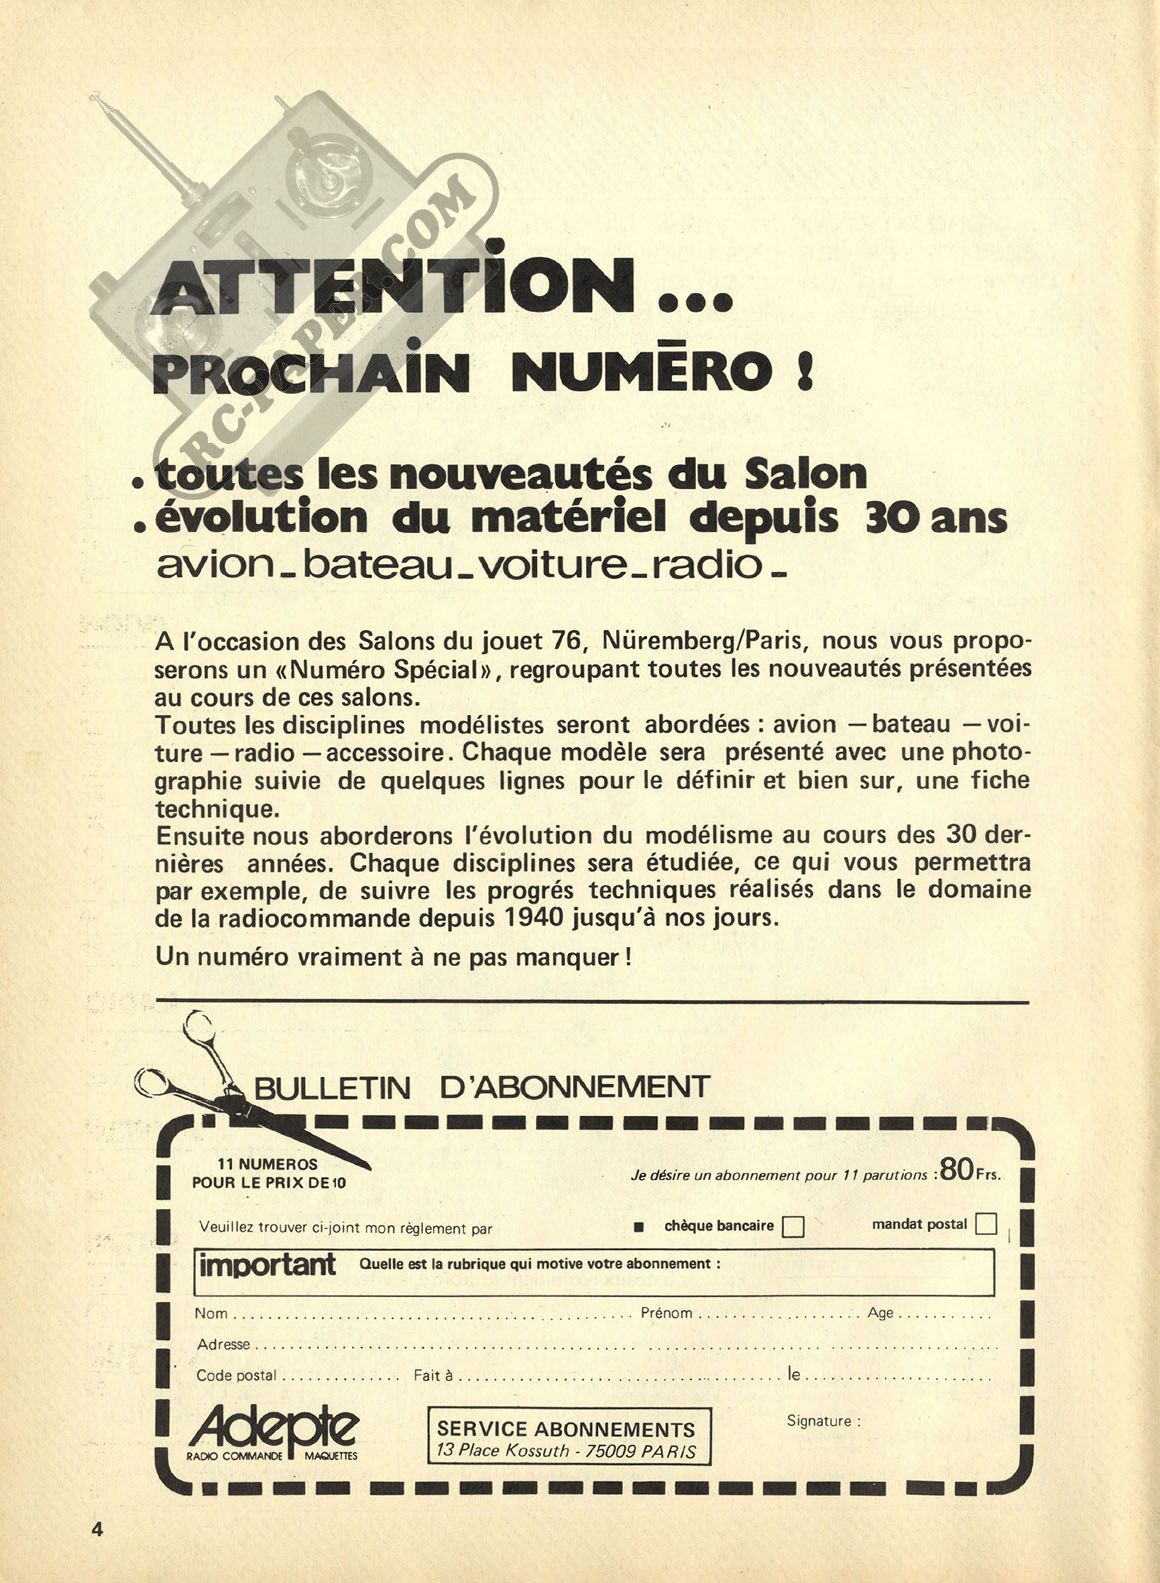 RC-PAPER.COM
ATTENTION ...
PROCHAIN NUMÉRO !
. toutes les nouveautés du Salon
. évolution du matériel depuis 30 ans
avion - bateau - voiture - radio -
A l'occasion des Salons du jouet 76, Nüremberg/Paris, nous vous propo-
serons un «Numéro Spécial», regroupant toutes les nouveautés présentées
au cours de ces salons.
Toutes les disciplines modélistes seront abordées : avion — bateau — voi-
ture — radio — accessoire. Chaque modèle sera présenté avec une photo-
graphie suivie de quelques lignes pour le définir et bien sur, une fiche
technique.
Ensuite nous aborderons l'évolution du modélisme au cours des 30 der-
nières années. Chaque disciplines sera étudiée, ce qui vous permettra
par exemple, de suivre les progrés techniques réalisés dans le domaine
de la radiocommande depuis 1940 jusqu'à nos jours.
Un numéro vraiment à ne pas manquer !
BULLETIN D'ABONNEMENT
11 NUMEROS
POUR LE PRIX DE 10
Je désire un abonnement pour 11 parutions : 80 Frs.
Veuillez trouver ci-joint mon règlement par ■ chèque bancaire □ mandat postal □
important Quelle est la rubrique qui motive votre abonnement :
Nom .......... Prénom .......... Age ..........
Adresse ..........
Code postal .......... Fait à .......... le ..........
Adepte
RADIO COMMANDE MAQUETTES
SERVICE ABONNEMENTS
13 Place Kossuth - 75009 PARIS
Signature :
4